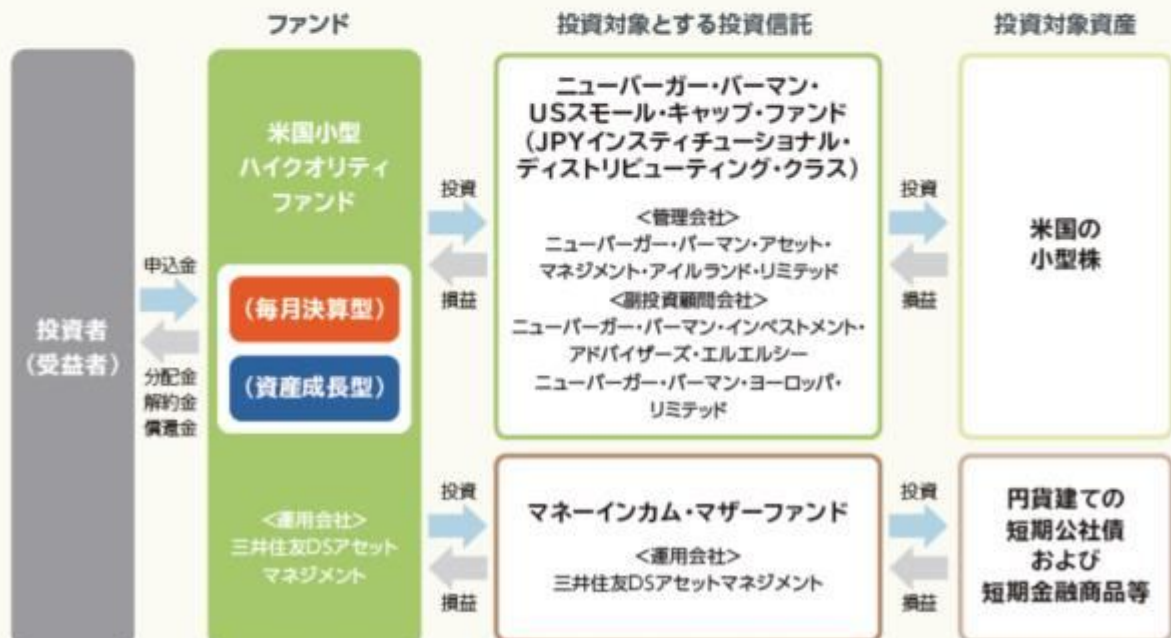 ファンド
投資対象とする投資信託
投資対象資産
投資者
(受益者)
申込金
分配金
解約金
償還金
米国小型
ハイクオリティ
ファンド
(毎月決算型)
(資産成長型)
<運用会社>
三井住友DSアセット
マネジメント
投資
損益
ニューバーガー・バーマン・
USスモール・キャップ・ファンド
(JPYインスティチューショナル・
ディストリビューティング・クラス)
<管理会社>
ニューバーガー・バーマン・アセット・
マネジメント・アイルランド・リミテッド
<副投資顧問会社>
ニューバーガー・バーマン・インベストメント・
アドバイザーズ・エルエルシー
ニューバーガー・バーマン・ヨーロッパ・
リミテッド
投資
損益
米国の
小型株
投資
損益
マネーインカム・マザーファンド
<運用会社>
三井住友DSアセットマネジメント
投資
損益
円貨建ての
短期公社債
および
短期金融商品等